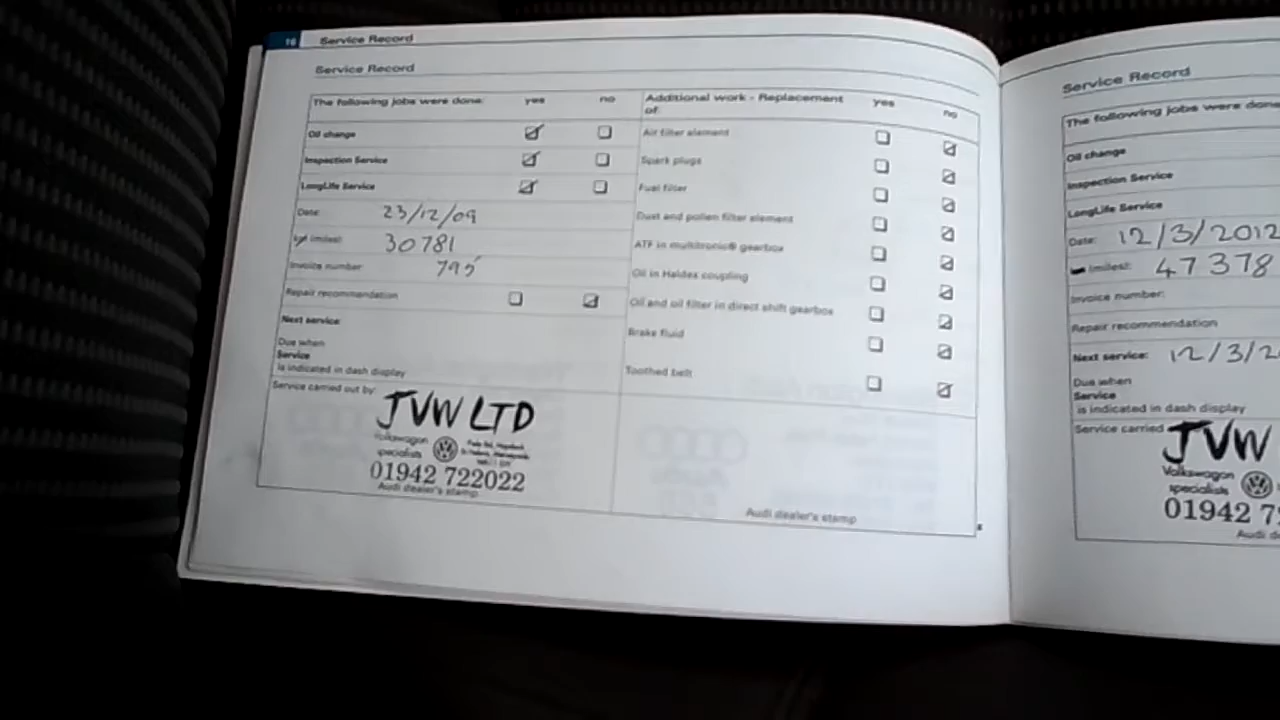 16 Service Record
Service Record
The following jobs were done: yes no
Oil change
Inspection Service
LongLife Service
Date: 23/12/09
km (miles): 30781
Invoice number: 795
Repair recommendation
Next service:
Due when
Service
is indicated in dash display
Service carried out by:
JVW LTD
Volkswagen
specialists
01942 722022
Audi dealer's stamp
Additional work - Replacement of: yes no
Air filter element
Spark plugs
Fuel filter
Dust and pollen filter element
ATF in multitronic® gearbox
Oil in Haldex coupling
Oil and oil filter in direct shift gearbox
Brake fluid
Toothed belt
Audi dealer's stamp
Service Record
The following jobs were done
Oil change
Inspection Service
LongLife Service
Date: 12/3/2012
(miles): 47378
Invoice number:
Repair recommendation
Next service: 12/3/2
Due when
Service
is indicated in dash display
Service carried
JVW
Volkswagen
specialists
01942 7
Audi d